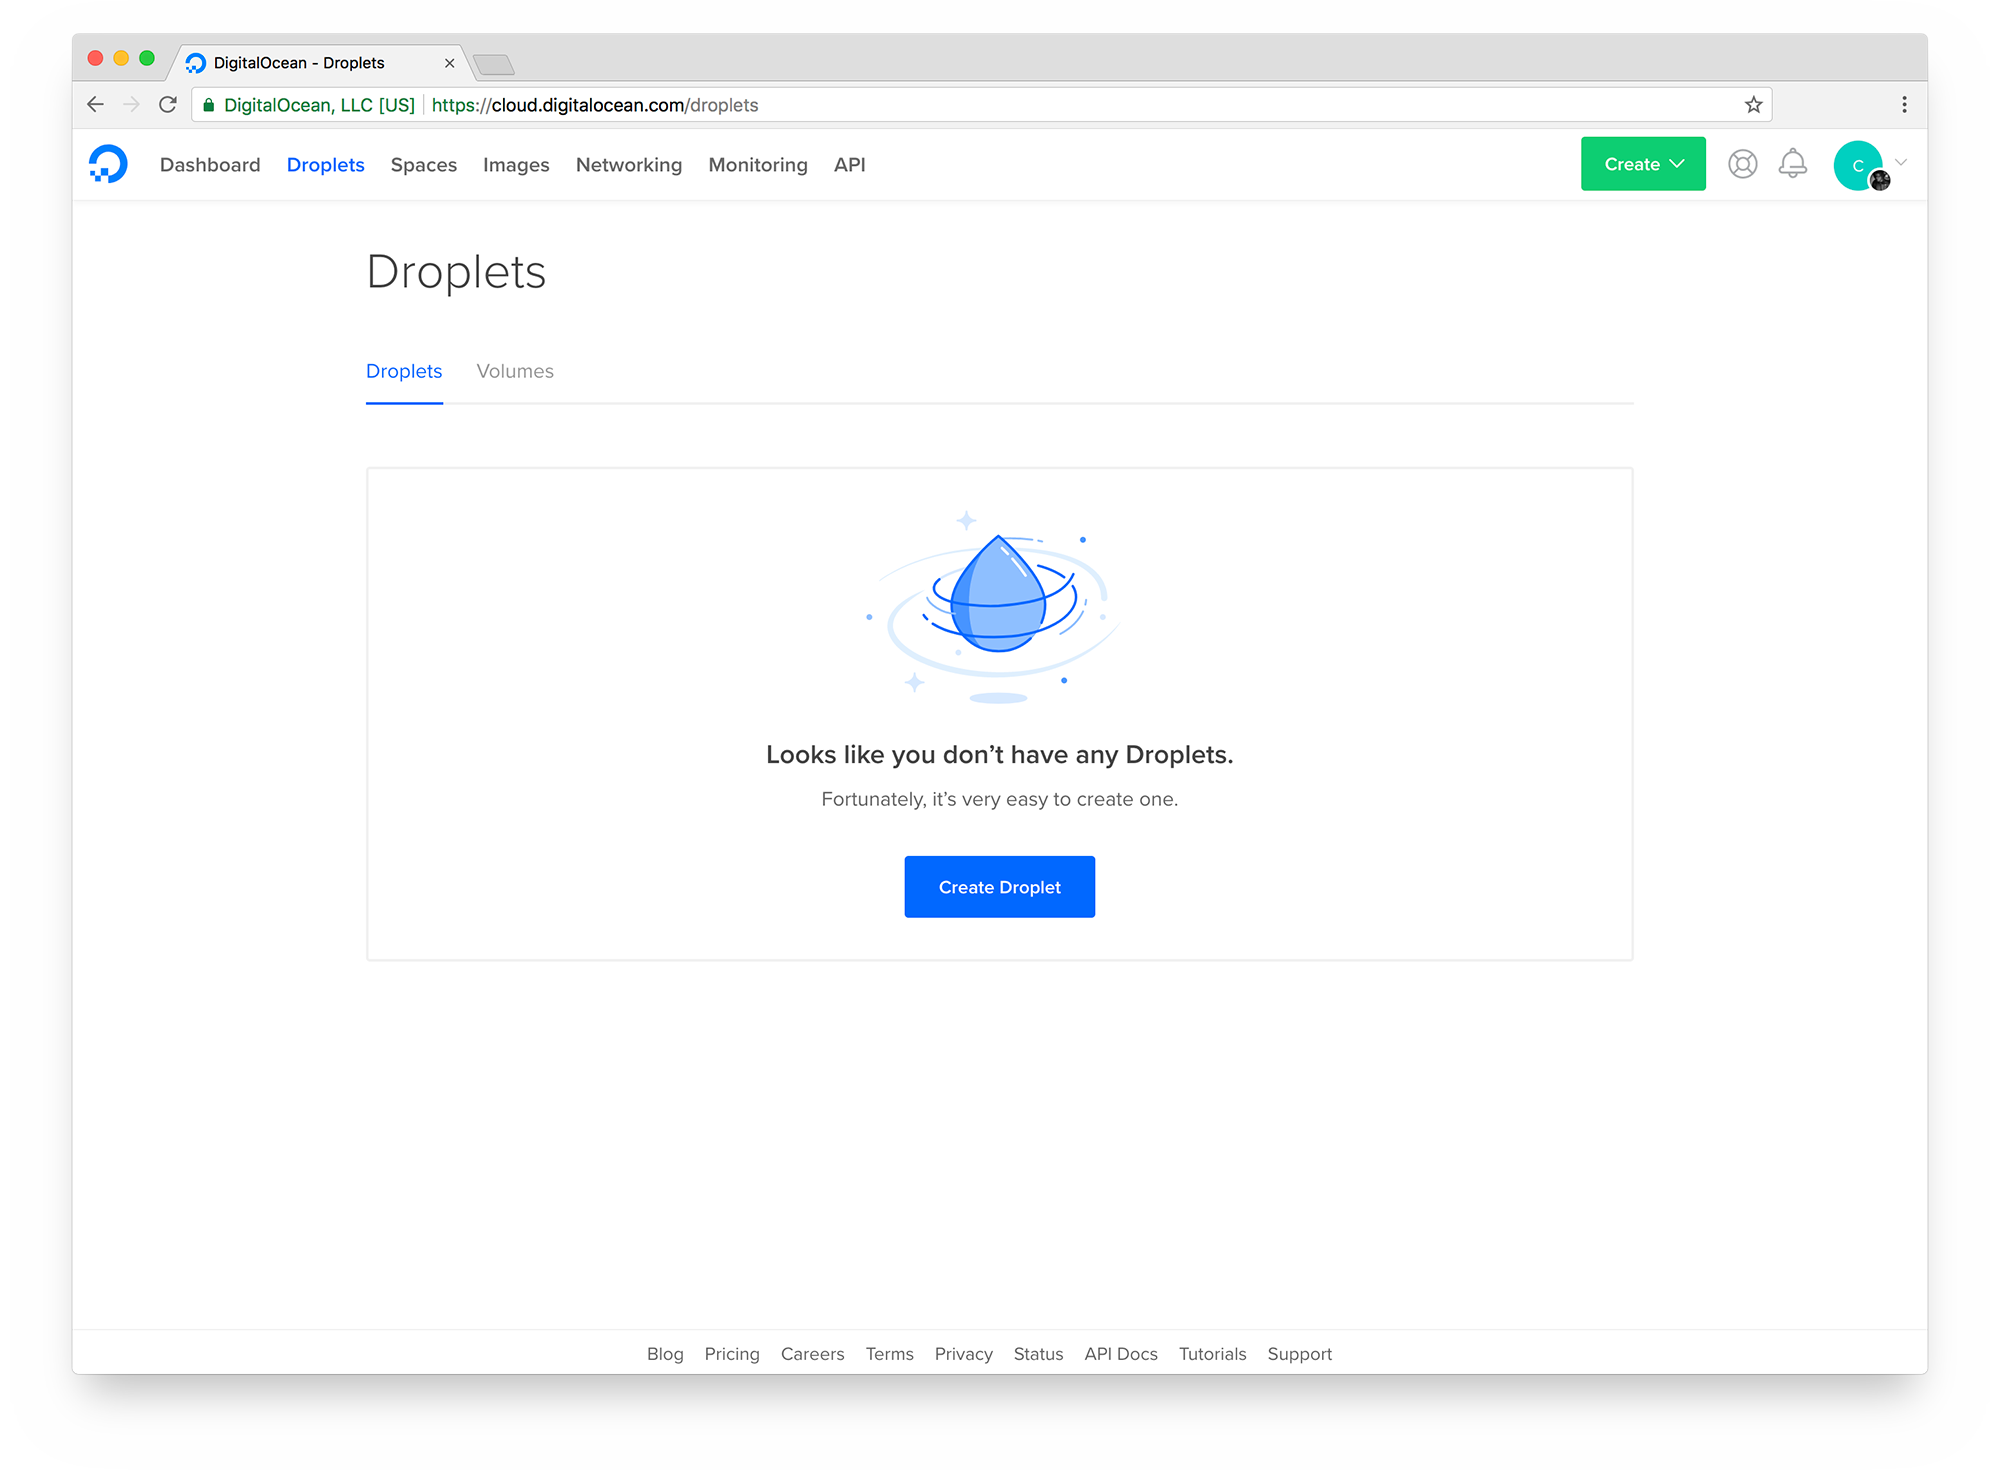 DigitalOcean - Droplets
DigitalOcean, LLC [US] https://cloud.digitalocean.com/droplets
Dashboard Droplets Spaces Images Networking Monitoring API Create C
Droplets
Droplets Volumes
Looks like you don’t have any Droplets.
Fortunately, it’s very easy to create one.
Create Droplet
Blog Pricing Careers Terms Privacy Status API Docs Tutorials Support